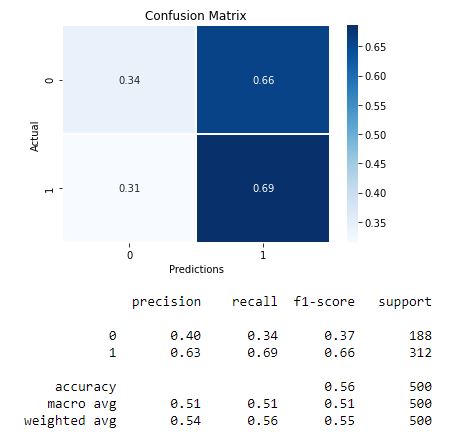 Confusion Matrix
0.65
0 0.34 0.66
0.60
0.55
Actual
0.50
0.45
1 0.31 0.69
0.40
0.35
0 1
Predictions
precision recall f1-score support
0 0.40 0.34 0.37 188
1 0.63 0.69 0.66 312
accuracy 0.56 500
macro avg 0.51 0.51 0.51 500
weighted avg 0.54 0.56 0.55 500